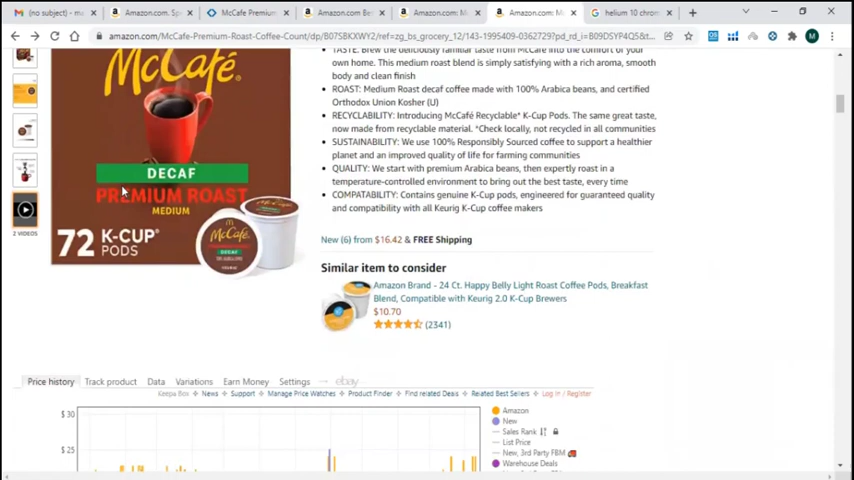 (no subject) - m
Amazon.com. Sp
McCafe Premium
Amazon.com Be
Amazon.com: M
Amazon.com: M
helium 10 chrom
amazon.com/McCafe-Premium-Roast-Coffee-Count/dp/B07SBKXWY2/ref=zg_bs_grocery_12/143-1995409-0362729?pd_rd_i=B09DSYP4Q5&t...
M
McCafé
DECAF
PREMIUM ROAST
MEDIUM
72 K-CUP® PODS
McCafé
DECAF
2 VIDEOS
TASTE: Brew the deliciously familiar taste from McCafé into the comfort of your
own home. This medium roast blend is simply satisfying with a rich aroma, smooth
body and clean finish
ROAST: Medium Roast decaf coffee made with 100% Arabica beans, and certified
Orthodox Union Kosher (U)
RECYCLABILITY: Introducing McCafé Recyclable* K-Cup Pods. The same great taste,
now made from recyclable material. *Check locally, not recycled in all communities
SUSTAINABILITY: We use 100% Responsibly Sourced coffee to support a healthier
planet and an improved quality of life for farming communities
QUALITY: We start with premium Arabica beans, then expertly roast in a
temperature-controlled environment to bring out the best taste, every time
COMPATABILITY: Contains genuine K-Cup pods, engineered for guaranteed quality
and compatibility with all Keurig K-Cup coffee makers
New (6) from $16.42 & FREE Shipping
Similar item to consider
Amazon Brand - 24 Ct. Happy Belly Light Roast Coffee Pods, Breakfast
Blend, Compatible with Keurig 2.0 K-Cup Brewers
$10.70
(2341)
Price history Track product Data Variations Earn Money Settings ebay
Keepa Box News Support Manage Price Watches Product Finder Find related Deals Related Best Sellers Log in / Register
$ 30
$ 25
Amazon
New
Sales Rank
List Price
New, 3rd Party FBM
Warehouse Deals